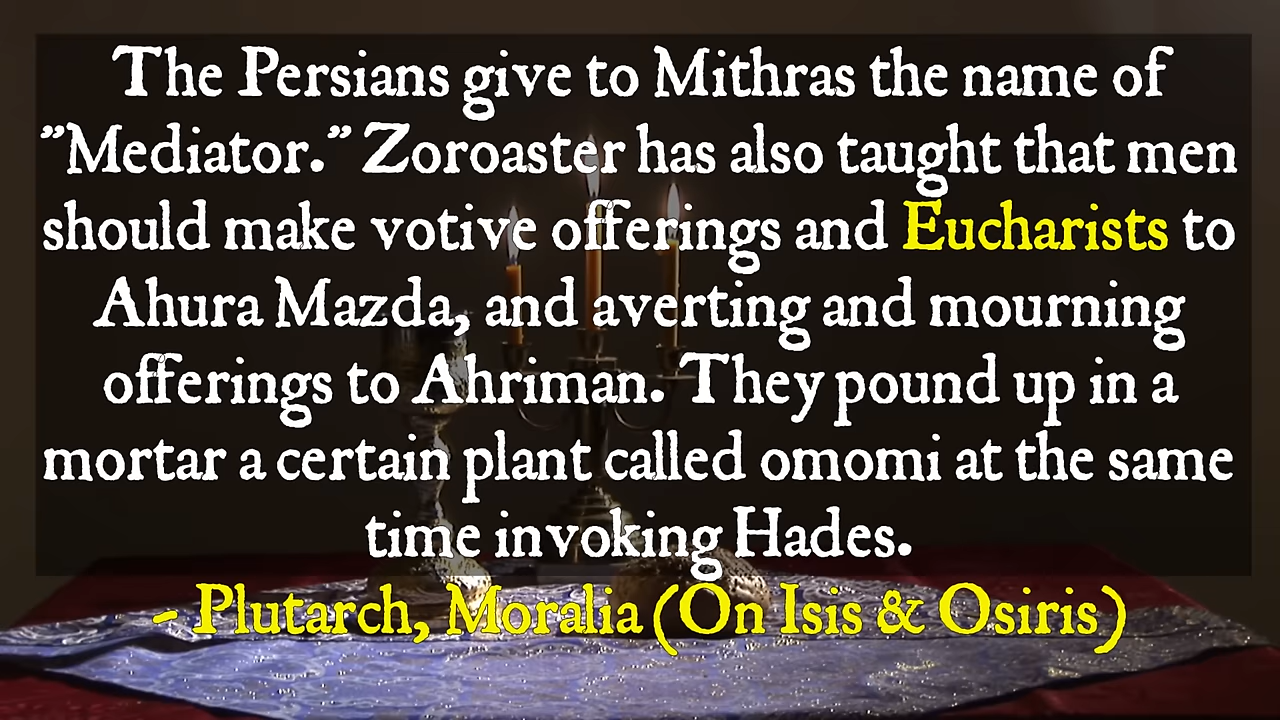 The Persians give to Mithras the name of
"Mediator." Zoroaster has also taught that men
should make votive offerings and Eucharists to
Ahura Mazda, and averting and mourning
offerings to Ahriman. They pound up in a
mortar a certain plant called omomi at the same
time invoking Hades.
- Plutarch, Moralia (On Isis & Osiris)